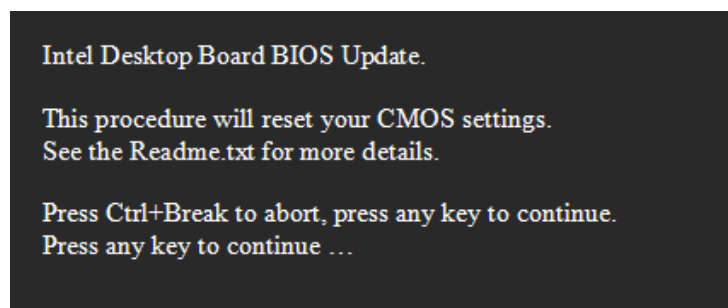 Intel Desktop Board BIOS Update.
This procedure will reset your CMOS settings.
See the Readme.txt for more details.
Press Ctrl+Break to abort, press any key to continue.
Press any key to continue …